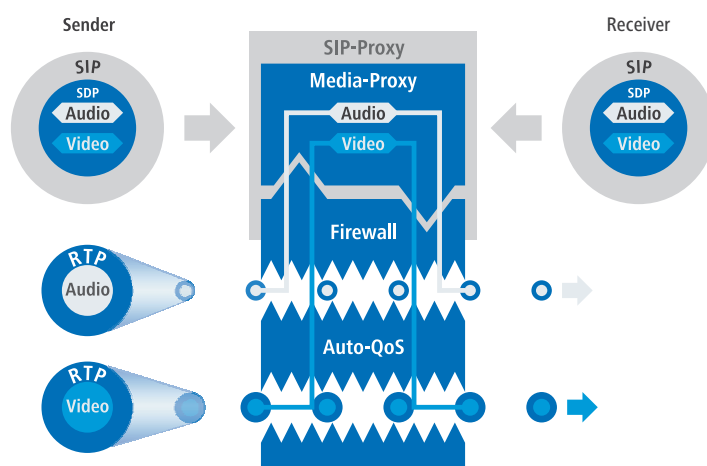 Sender
Receiver
SIP-Proxy
SIP
SDP
Audio
Video
Media-Proxy
Audio
Video
SIP
SDP
Audio
Video
Firewall
RTP
Audio
Auto-QoS
RTP
Video